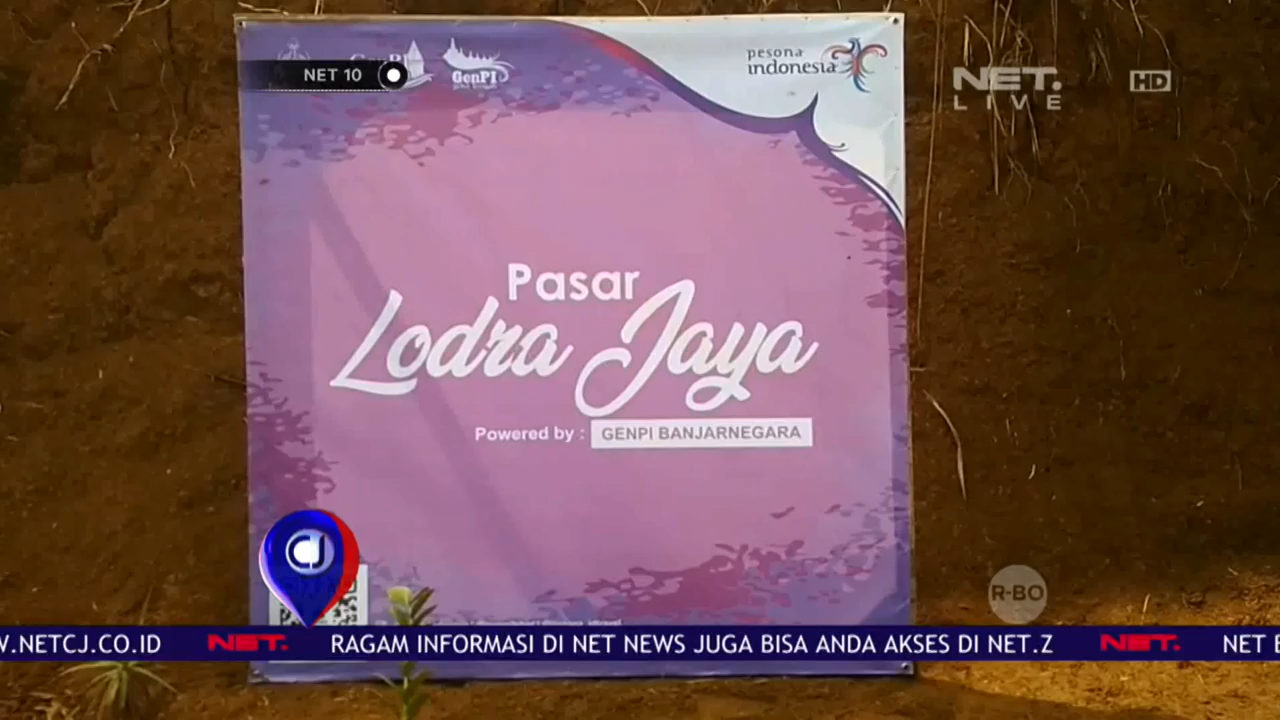 NET 10
GenPI
pesona
indonesia
NET.
LIVE
HD
Pasar
Lodra Jaya
Powered by : GENPI BANJARNEGARA
CJ
R-BO
W.NETCJ.CO.ID NET. RAGAM INFORMASI DI NET NEWS JUGA BISA ANDA AKSES DI NET.Z NET. NET